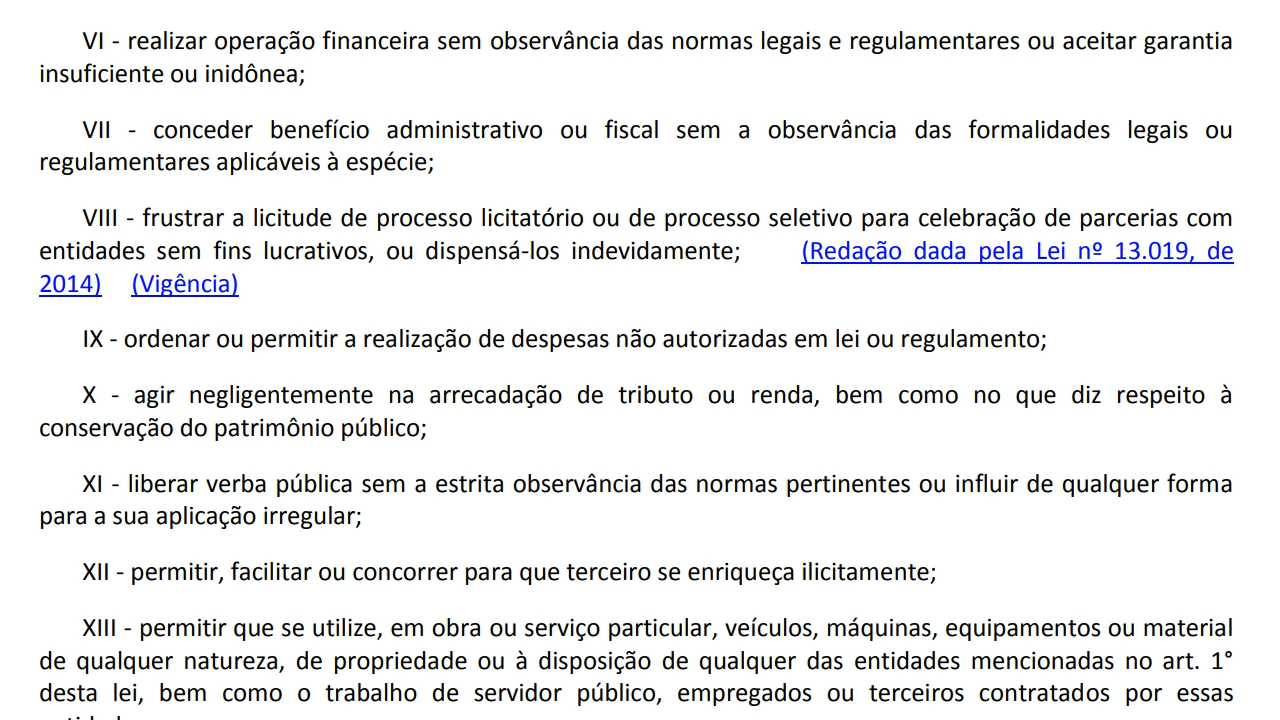 VI - realizar operação financeira sem observância das normas legais e regulamentares ou aceitar garantia
insuficiente ou inidônea;
VII - conceder benefício administrativo ou fiscal sem a observância das formalidades legais ou
regulamentares aplicáveis à espécie;
VIII - frustrar a licitude de processo licitatório ou de processo seletivo para celebração de parcerias com
entidades sem fins lucrativos, ou dispensá-los indevidamente; (Redação dada pela Lei nº 13.019, de
2014) (Vigência)
IX - ordenar ou permitir a realização de despesas não autorizadas em lei ou regulamento;
X - agir negligentemente na arrecadação de tributo ou renda, bem como no que diz respeito à
conservação do patrimônio público;
XI - liberar verba pública sem a estrita observância das normas pertinentes ou influir de qualquer forma
para a sua aplicação irregular;
XII - permitir, facilitar ou concorrer para que terceiro se enriqueça ilicitamente;
XIII - permitir que se utilize, em obra ou serviço particular, veículos, máquinas, equipamentos ou material
de qualquer natureza, de propriedade ou à disposição de qualquer das entidades mencionadas no art. 1°
desta lei, bem como o trabalho de servidor público, empregados ou terceiros contratados por essas